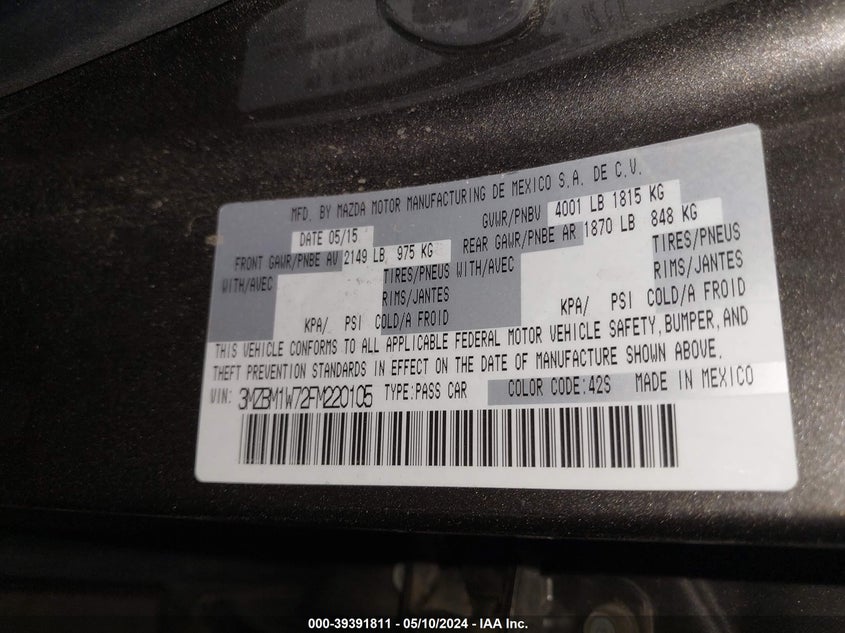 MFD. BY MAZDA MOTOR MANUFACTURING DE MEXICO S.A. DE C.V.
DATE 05/15 GVWR/PNBV 4001 LB 1815 KG
FRONT GAWR/PNBE AV 2149 LB 975 KG REAR GAWR/PNBE AR 1870 LB 848 KG
WITH/AVEC TIRES/PNEUS WITH/AVEC TIRES/PNEUS
RIMS/JANTES RIMS/JANTES
KPA/ PSI COLD/A FROID KPA/ PSI COLD/A FROID
THIS VEHICLE CONFORMS TO ALL APPLICABLE FEDERAL MOTOR VEHICLE SAFETY, BUMPER, AND
THEFT PREVENTION STANDARDS IN EFFECT ON THE DATE OF MANUFACTURE SHOWN ABOVE.
VIN: 3MZBM1W72FM220105 TYPE:PASS CAR COLOR CODE:42S MADE IN MEXICO
000-39391811 - 05/10/2024 - IAA Inc.